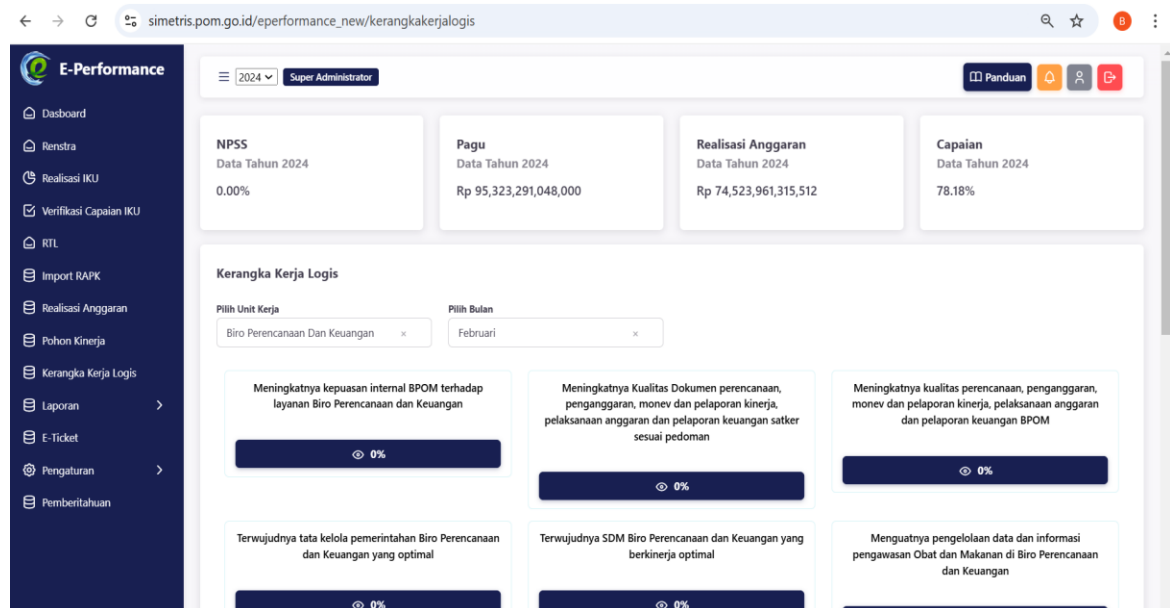 simetris.pom.go.id/eperformance_new/kerangkakerjalogis
B
E-Performance
2024
Super Administrator
Panduan
Dasboard
Renstra
Realisasi IKU
Verifikasi Capaian IKU
RTL
Import RAPK
Realisasi Anggaran
Pohon Kinerja
Kerangka Kerja Logis
Laporan
E-Ticket
Pengaturan
Pemberitahuan
NPSS
Data Tahun 2024
0.00%
Pagu
Data Tahun 2024
Rp 95,323,291,048,000
Realisasi Anggaran
Data Tahun 2024
Rp 74,523,961,315,512
Capaian
Data Tahun 2024
78.18%
Kerangka Kerja Logis
Pilih Unit Kerja
Biro Perencanaan Dan Keuangan ×
Pilih Bulan
Februari ×
Meningkatnya kepuasan internal BPOM terhadap
layanan Biro Perencanaan dan Keuangan
0%
Meningkatnya Kualitas Dokumen perencanaan,
penganggaran, monev dan pelaporan kinerja,
pelaksanaan anggaran dan pelaporan keuangan satker
sesuai pedoman
0%
Meningkatnya kualitas perencanaan, penganggaran,
monev dan pelaporan kinerja, pelaksanaan anggaran
dan pelaporan keuangan BPOM
0%
Terwujudnya tata kelola pemerintahan Biro Perencanaan
dan Keuangan yang optimal
0%
Terwujudnya SDM Biro Perencanaan dan Keuangan yang
berkinerja optimal
0%
Menguatnya pengelolaan data dan informasi
pengawasan Obat dan Makanan di Biro Perencanaan
dan Keuangan